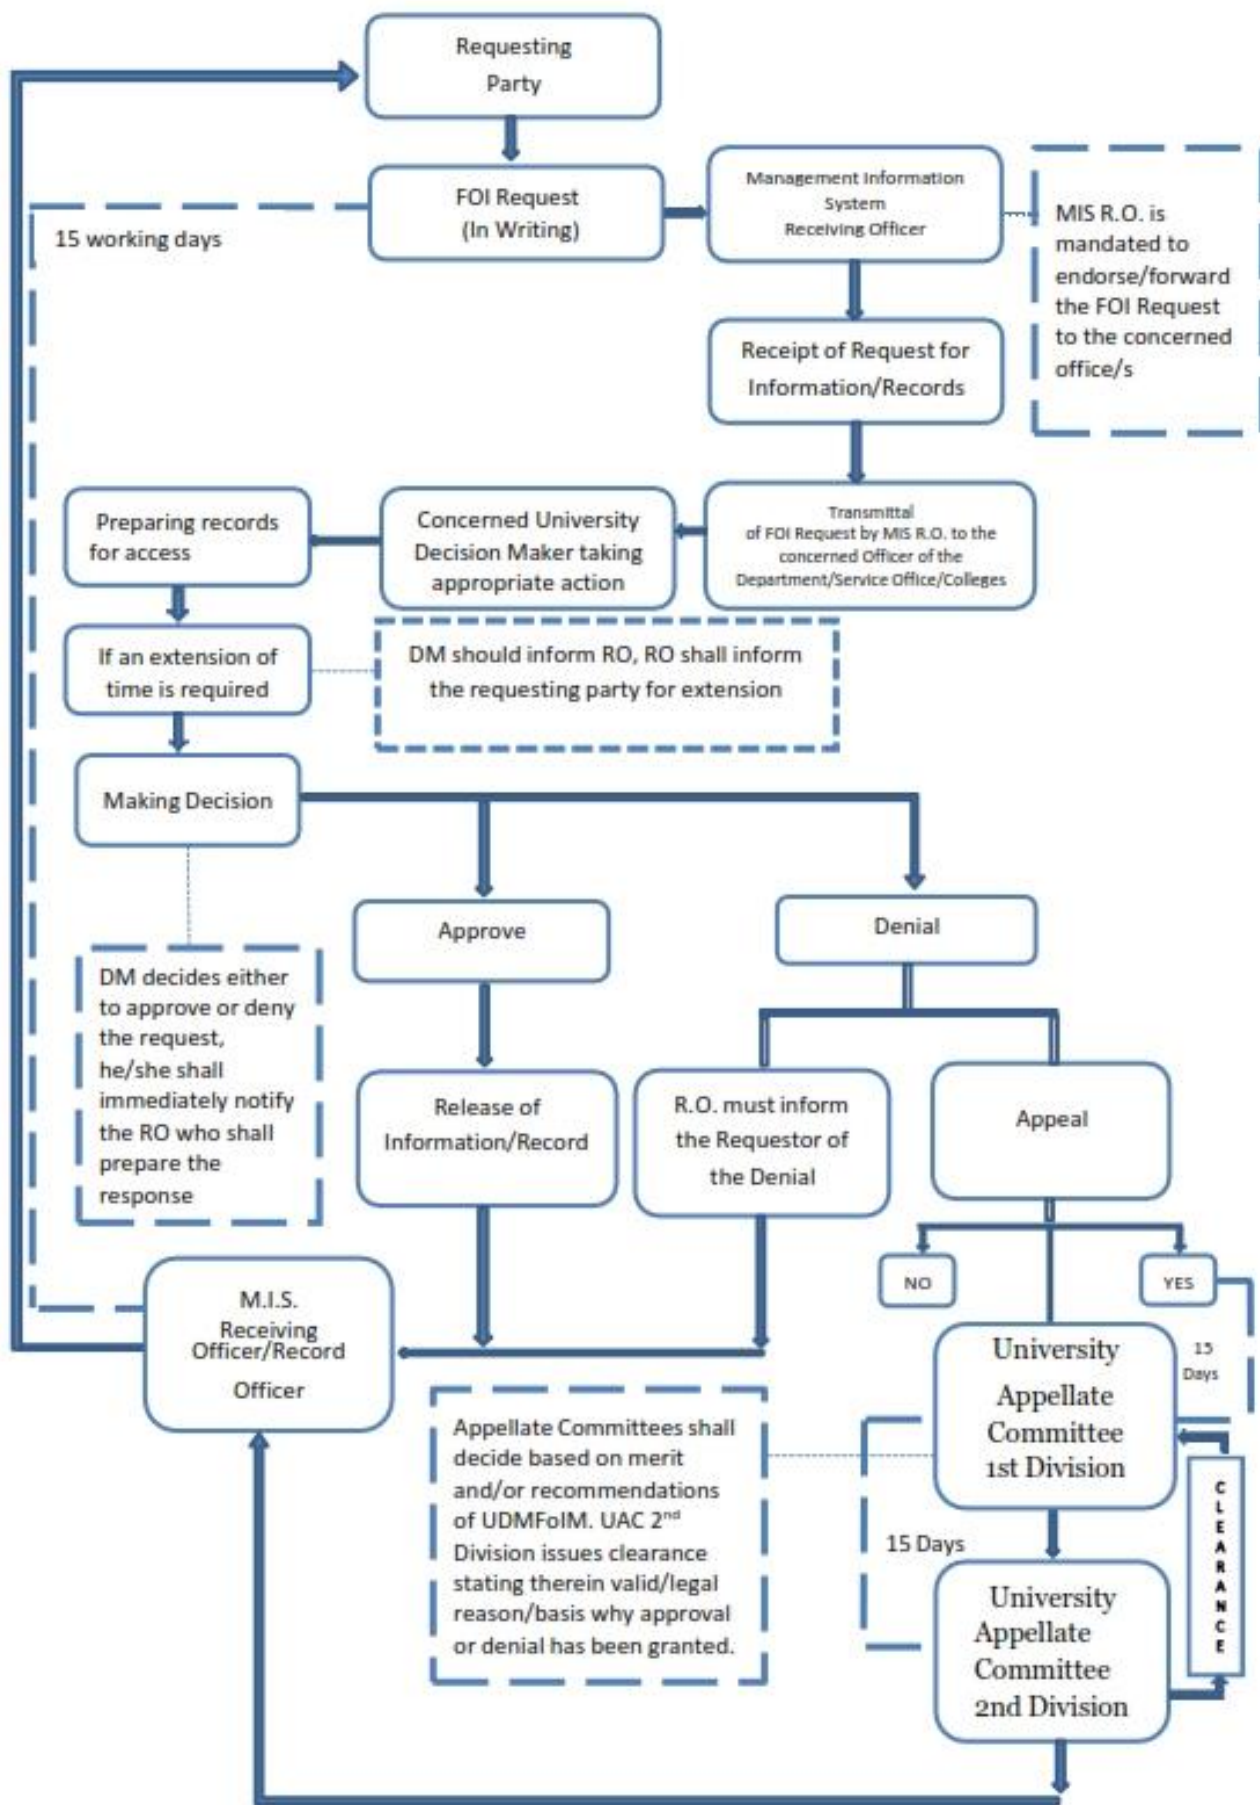 Requesting
Party
FOI Request
(In Writing)
Management Information
System
Receiving Officer
MIS R.O. is
mandated to
endorse/forward
the FOI Request
to the concerned
office/s
15 working days
Receipt of Request for
Information/Records
Transmittal
of FOI Request by MIS R.O. to the
concerned Officer of the
Department/Service Office/Colleges
Concerned University
Decision Maker taking
appropriate action
Preparing records
for access
If an extension of
time is required
DM should inform RO, RO shall inform
the requesting party for extension
Making Decision
Approve
Denial
DM decides either
to approve or deny
the request,
he/she shall
immediately notify
the RO who shall
prepare the
response
Release of
Information/Record
R.O. must inform
the Requestor of
the Denial
Appeal
NO
YES
M.I.S.
Receiving
Officer/Record
Officer
University
Appellate
Committee
1st Division
15
Days
Appellate Committees shall
decide based on merit
and/or recommendations
of UDMFoIM. UAC 2nd
Division issues clearance
stating therein valid/legal
reason/basis why approval
or denial has been granted.
15 Days
CLEARANCE
University
Appellate
Committee
2nd Division